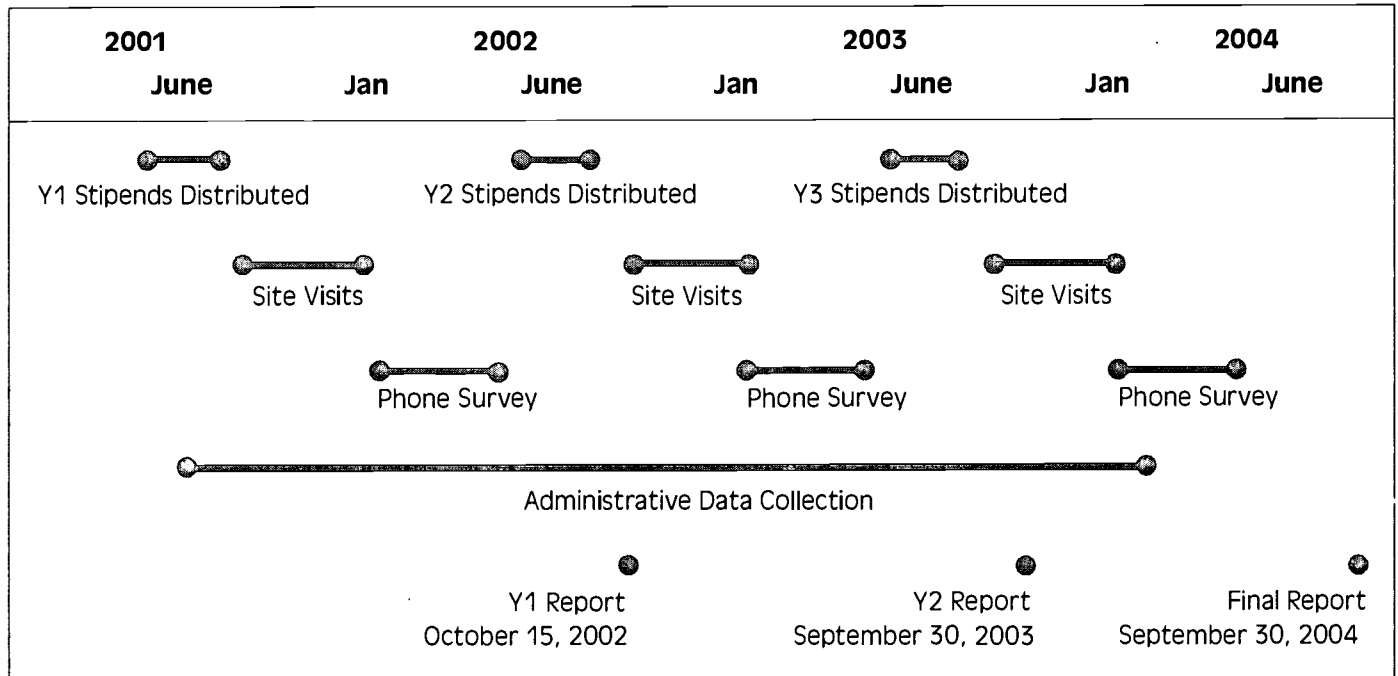 2001 2002 2003 2004
June Jan June Jan June Jan June
Y1 Stipends Distributed Y2 Stipends Distributed Y3 Stipends Distributed
Site Visits Site Visits Site Visits
Phone Survey Phone Survey Phone Survey
Administrative Data Collection
Y1 Report Y2 Report Final Report
October 15, 2002 September 30, 2003 September 30, 2004